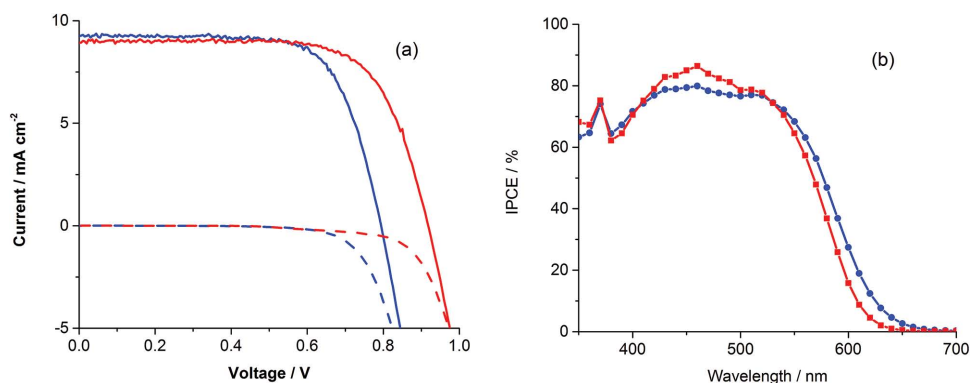 (a)
10
5
0
-5
0.0 0.2 0.4 0.6 0.8 1.0
Voltage / V
Current / mA cm-2
(b)
100
80
60
40
20
0
400 500 600 700
Wavelength / nm
IPCE / %